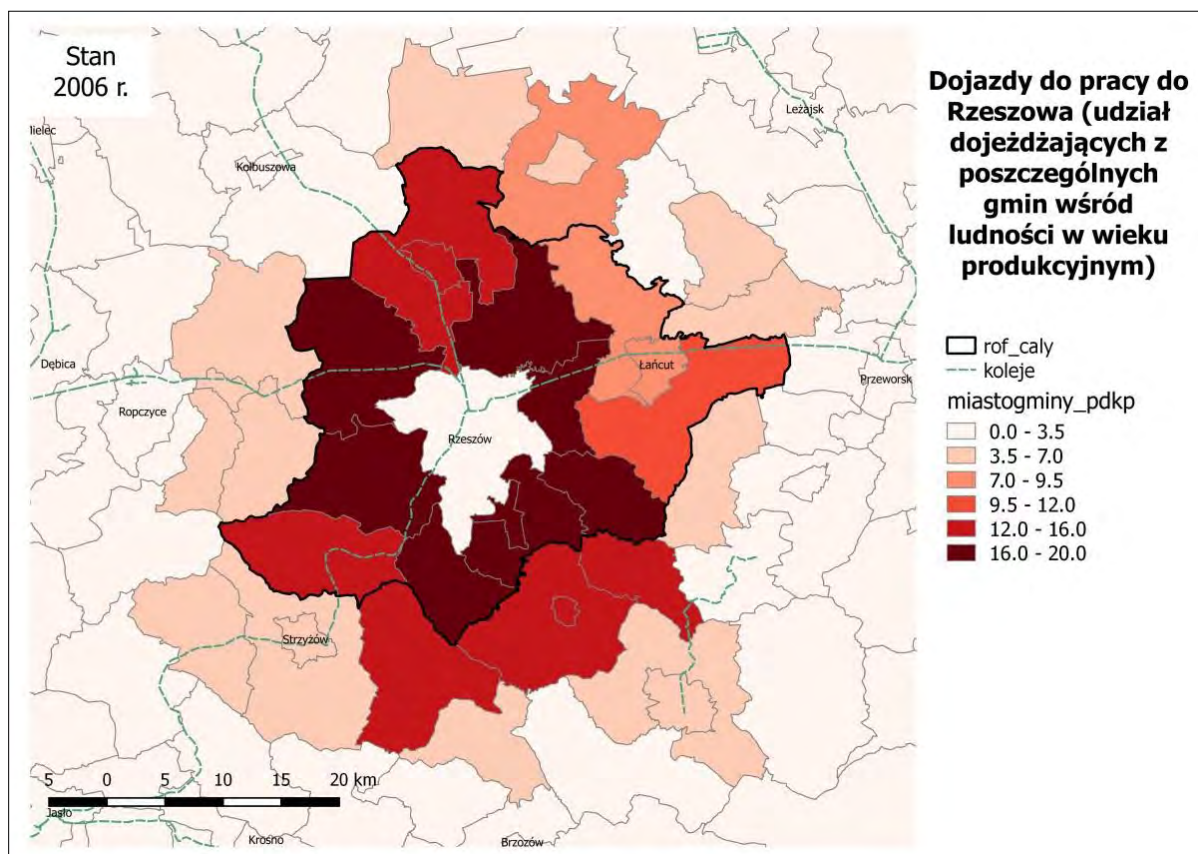 Stan
2006 r.
Dojazdy do pracy do
Rzeszowa (udział
dojeżdżających z
poszczególnych
gmin wśród
ludności w wieku
produkcyjnym)
rof_caly
koleje
miastogminy_pdkp
0.0 - 3.5
3.5 - 7.0
7.0 - 9.5
9.5 - 12.0
12.0 - 16.0
16.0 - 20.0
Leżajsk
Mielec
Kolbuszowa
Dębica
Łańcut
Przeworsk
Ropczyce
Rzeszów
Strzyżów
5 0 5 10 15 20 km
Jasło
Krosno
Brzozów